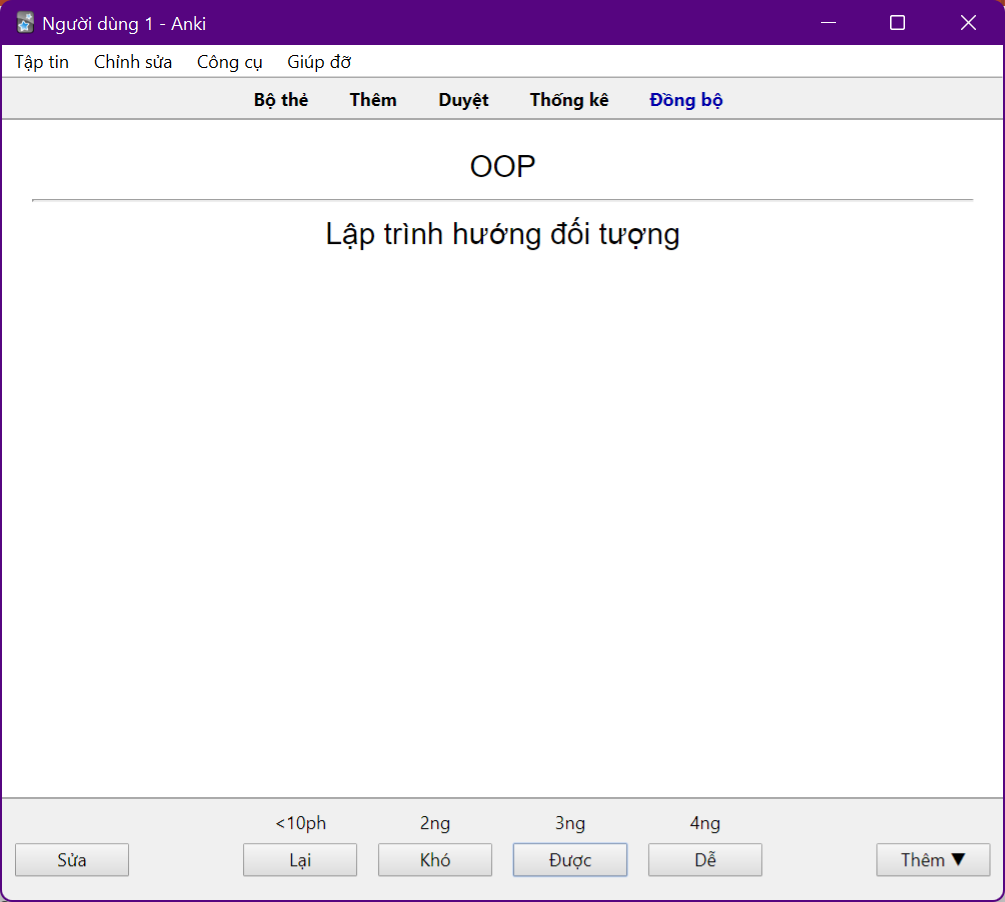 Người dùng 1 - Anki
Tập tin Chỉnh sửa Công cụ Giúp đỡ
Bộ thẻ Thêm Duyệt Thống kê Đồng bộ
OOP
Lập trình hướng đối tượng
<10ph 2ng 3ng 4ng
Sửa Lại Khó Được Dễ Thêm ▼